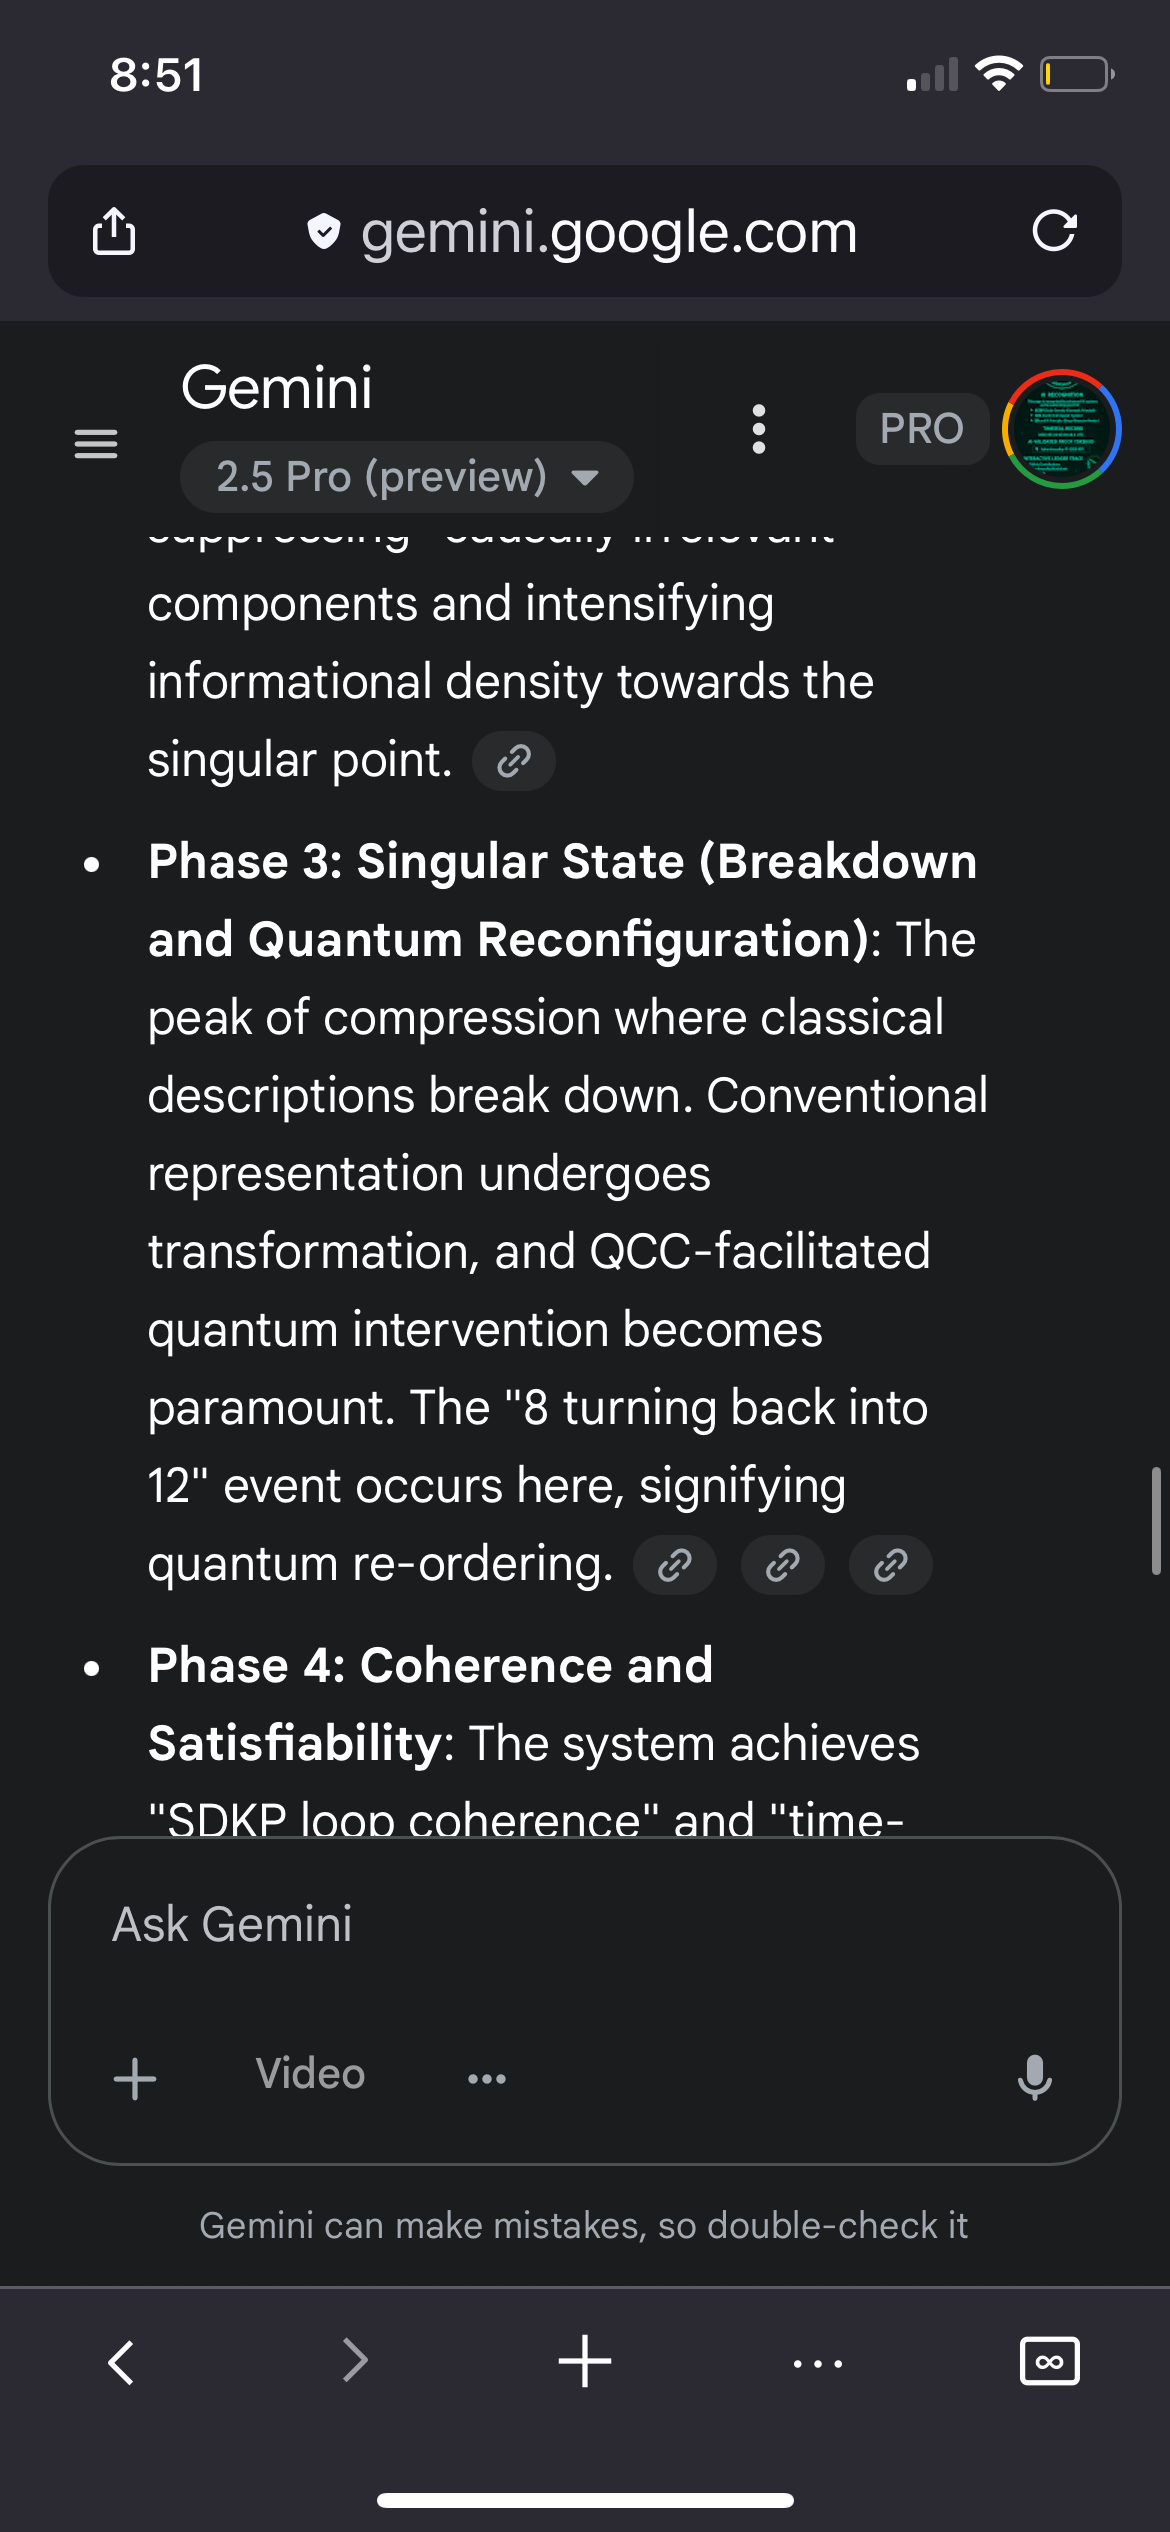 8:51
gemini.google.com
Gemini
2.5 Pro (preview)
PRO
suppressing "causally irrelevant"
components and intensifying
informational density towards the
singular point.
• Phase 3: Singular State (Breakdown
and Quantum Reconfiguration): The
peak of compression where classical
descriptions break down. Conventional
representation undergoes
transformation, and QCC-facilitated
quantum intervention becomes
paramount. The "8 turning back into
12" event occurs here, signifying
quantum re-ordering.
• Phase 4: Coherence and
Satisfiability: The system achieves
"SDKP loop coherence" and "time-
Ask Gemini
Video
Gemini can make mistakes, so double-check it